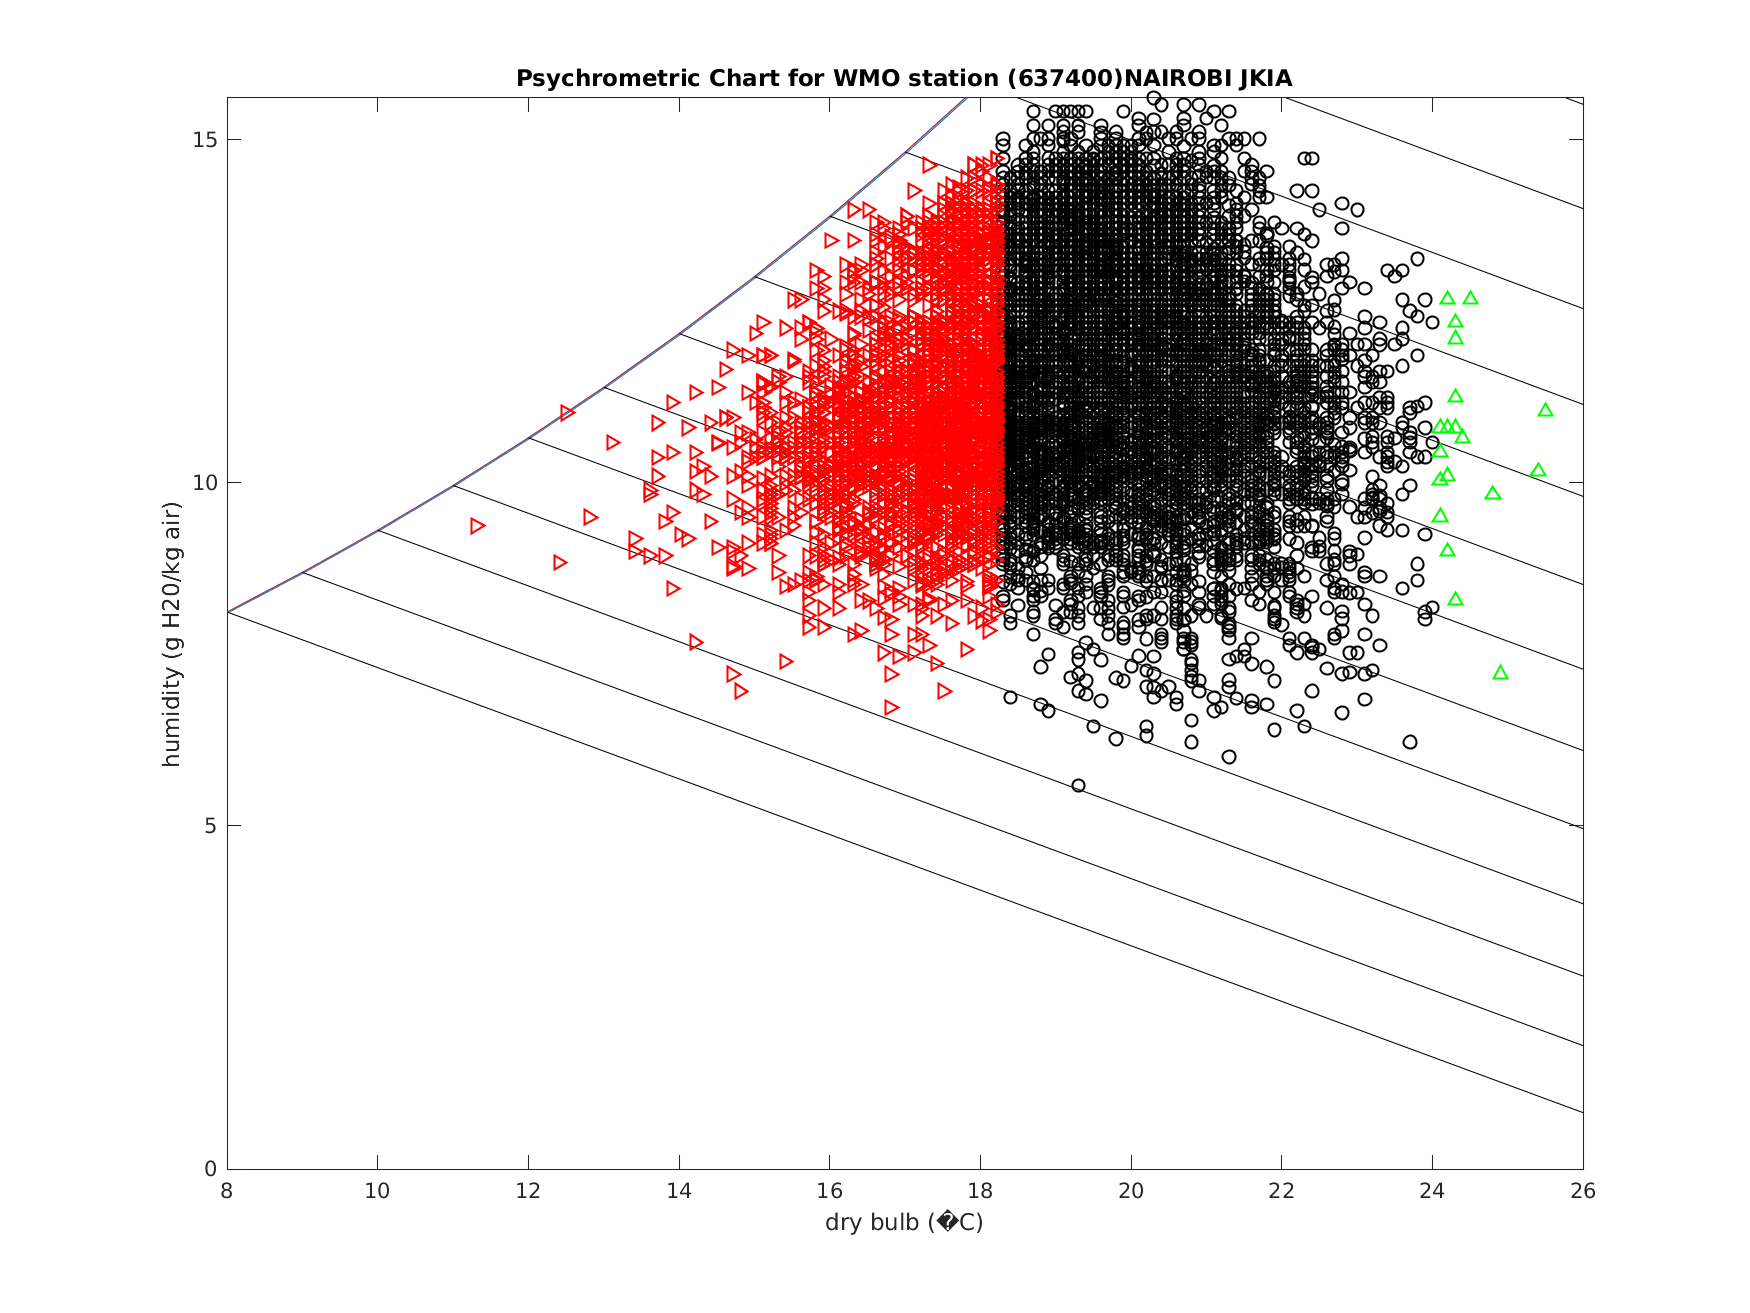 Psychrometric Chart for WMO station (637400)NAIROBI JKIA
15
10
5
0
humidity (g H20/kg air)
8 10 12 14 16 18 20 22 24 26
dry bulb (�C)